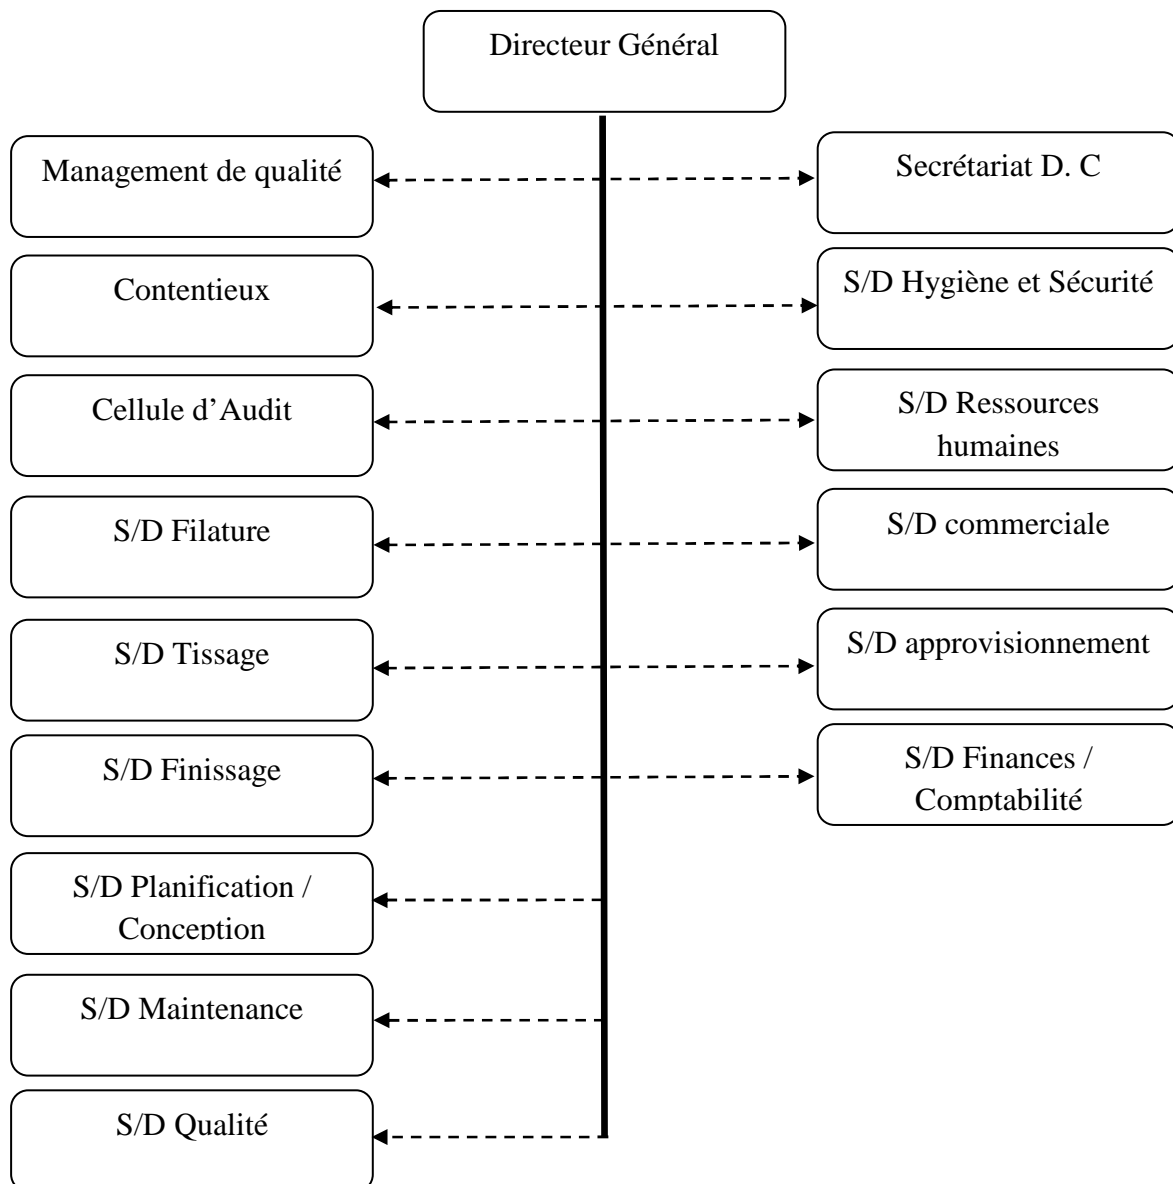 Directeur Général
Management de qualité
Secrétariat D. C
Contentieux
S/D Hygiène et Sécurité
Cellule d’Audit
S/D Ressources
humaines
S/D Filature
S/D commerciale
S/D Tissage
S/D approvisionnement
S/D Finissage
S/D Finances /
Comptabilité
S/D Planification /
Conception
S/D Maintenance
S/D Qualité